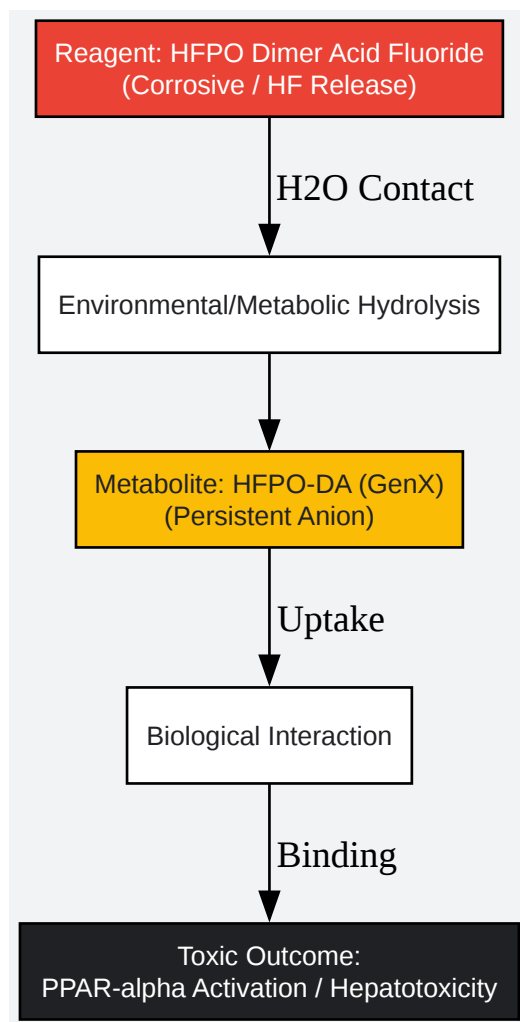 Reagent: HFPO Dimer Acid Fluoride
(Corrosive / HF Release)
H2O Contact
Environmental/Metabolic Hydrolysis
Metabolite: HFPO-DA (GenX)
(Persistent Anion)
Uptake
Biological Interaction
Binding
Toxic Outcome:
PPAR-alpha Activation / Hepatotoxicity